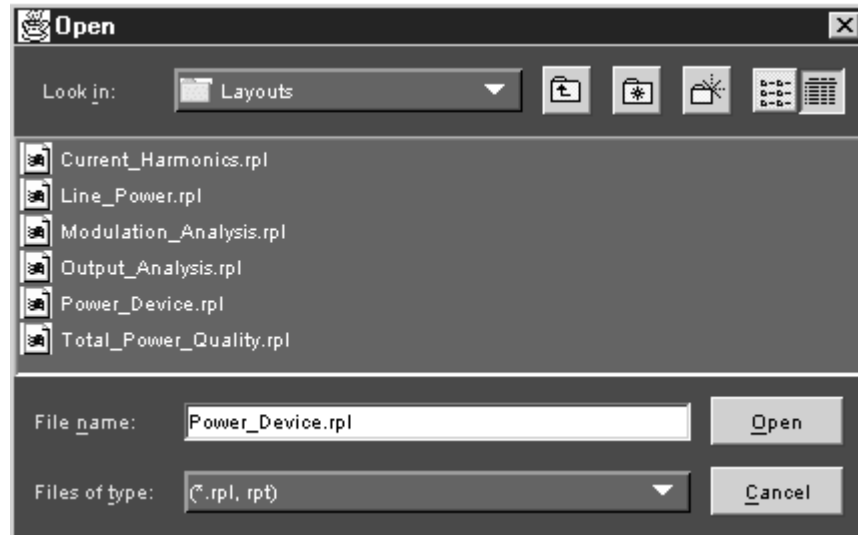 Open
Look in:
Layouts
Current_Harmonics.rpl
Line_Power.rpl
Modulation_Analysis.rpl
Output_Analysis.rpl
Power_Device.rpl
Total_Power_Quality.rpl
File name:
Power_Device.rpl
Open
Files of type:
(*.rpl, rpt)
Cancel